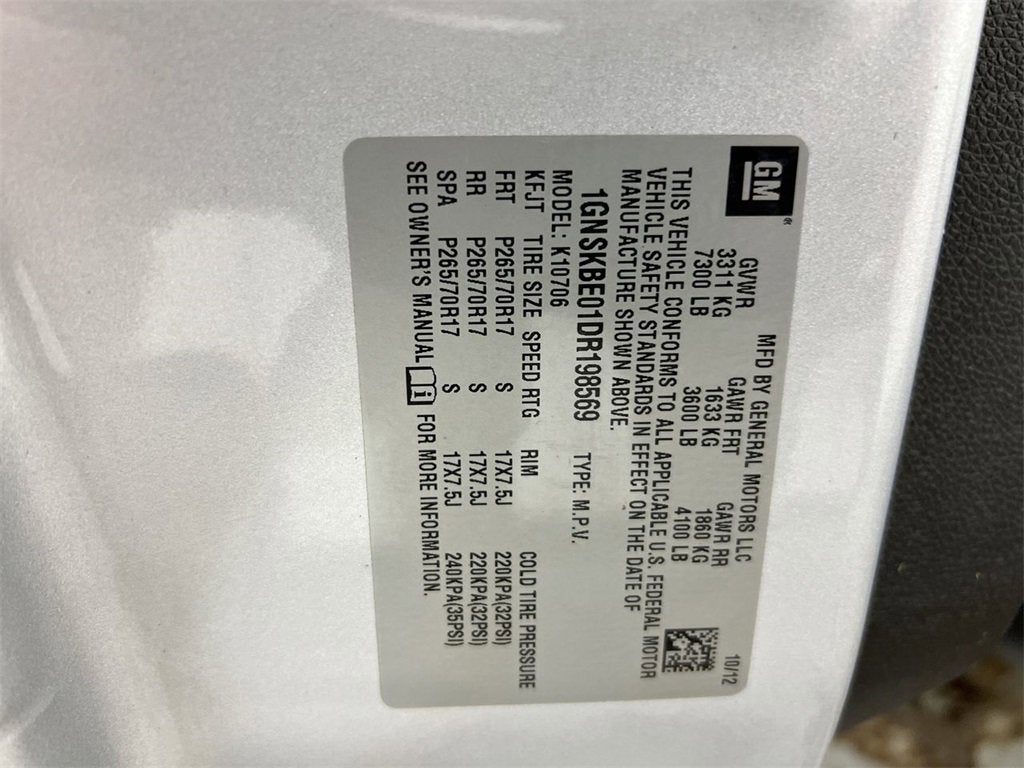 GM®
MFD BY GENERAL MOTORS LLC 10/12
GVWR GAWR FRT GAWR RR
3311 KG 1633 KG 1860 KG
7300 LB 3600 LB 4100 LB
THIS VEHICLE CONFORMS TO ALL APPLICABLE U.S. FEDERAL MOTOR
VEHICLE SAFETY STANDARDS IN EFFECT ON THE DATE OF
MANUFACTURE SHOWN ABOVE.
1GNSKBE01DR198569 TYPE: M.P.V.
MODEL: K10706
KFJT TIRE SIZE SPEED RTG RIM COLD TIRE PRESSURE
FRT P265/70R17 S 17X7.5J 220KPA(32PSI)
RR P265/70R17 S 17X7.5J 220KPA(32PSI)
SPA P265/70R17 S 17X7.5J 240KPA(35PSI)
SEE OWNER'S MANUAL i FOR MORE INFORMATION.